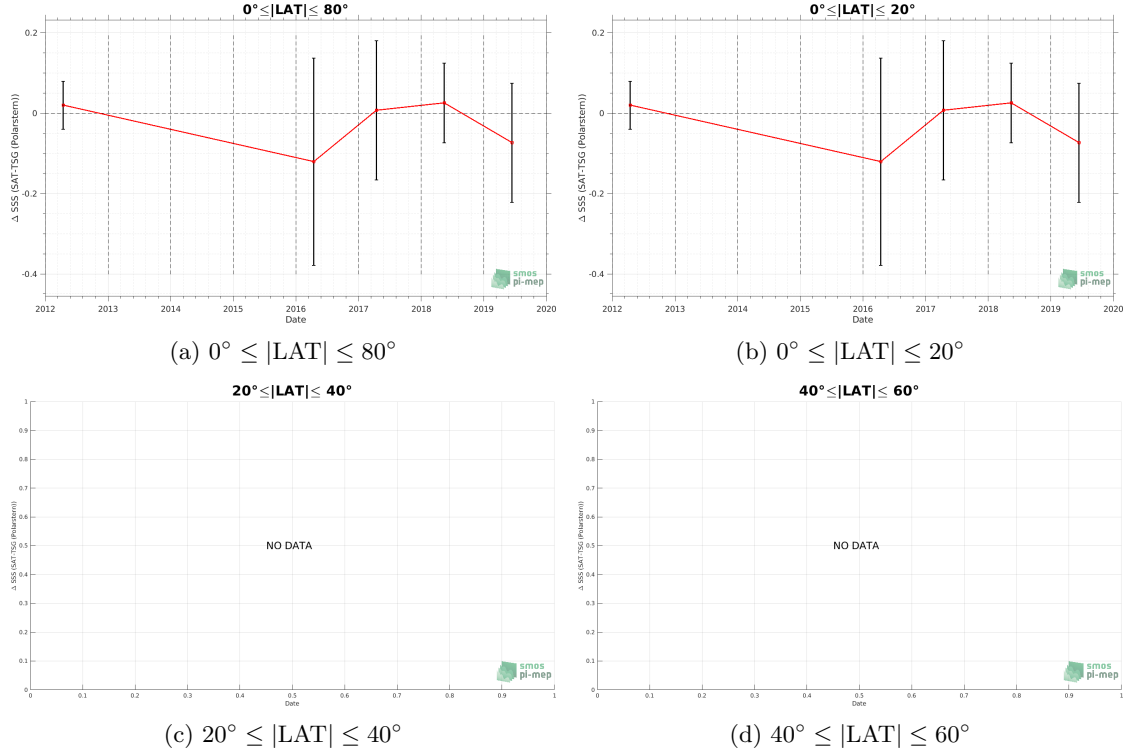 0°≤|LAT|≤ 80°
0.2
0
-0.2
-0.4
Δ SSS (SAT-TSG (Polarstern))
2012 2013 2014 2015 2016 2017 2018 2019 2020
Date
smos
pi-mep
(a) 0° ≤ |LAT| ≤ 80°
0°≤|LAT|≤ 20°
0.2
0
-0.2
-0.4
Δ SSS (SAT-TSG (Polarstern))
2012 2013 2014 2015 2016 2017 2018 2019 2020
Date
smos
pi-mep
(b) 0° ≤ |LAT| ≤ 20°
20°≤|LAT|≤ 40°
1
0.9
0.8
0.7
0.6
0.5
0.4
0.3
0.2
0.1
0
Δ SSS (SAT-TSG (Polarstern))
NO DATA
0 0.1 0.2 0.3 0.4 0.5 0.6 0.7 0.8 0.9 1
Date
smos
pi-mep
(c) 20° ≤ |LAT| ≤ 40°
40°≤|LAT|≤ 60°
1
0.9
0.8
0.7
0.6
0.5
0.4
0.3
0.2
0.1
0
Δ SSS (SAT-TSG (Polarstern))
NO DATA
0 0.1 0.2 0.3 0.4 0.5 0.6 0.7 0.8 0.9 1
Date
smos
pi-mep
(d) 40° ≤ |LAT| ≤ 60°